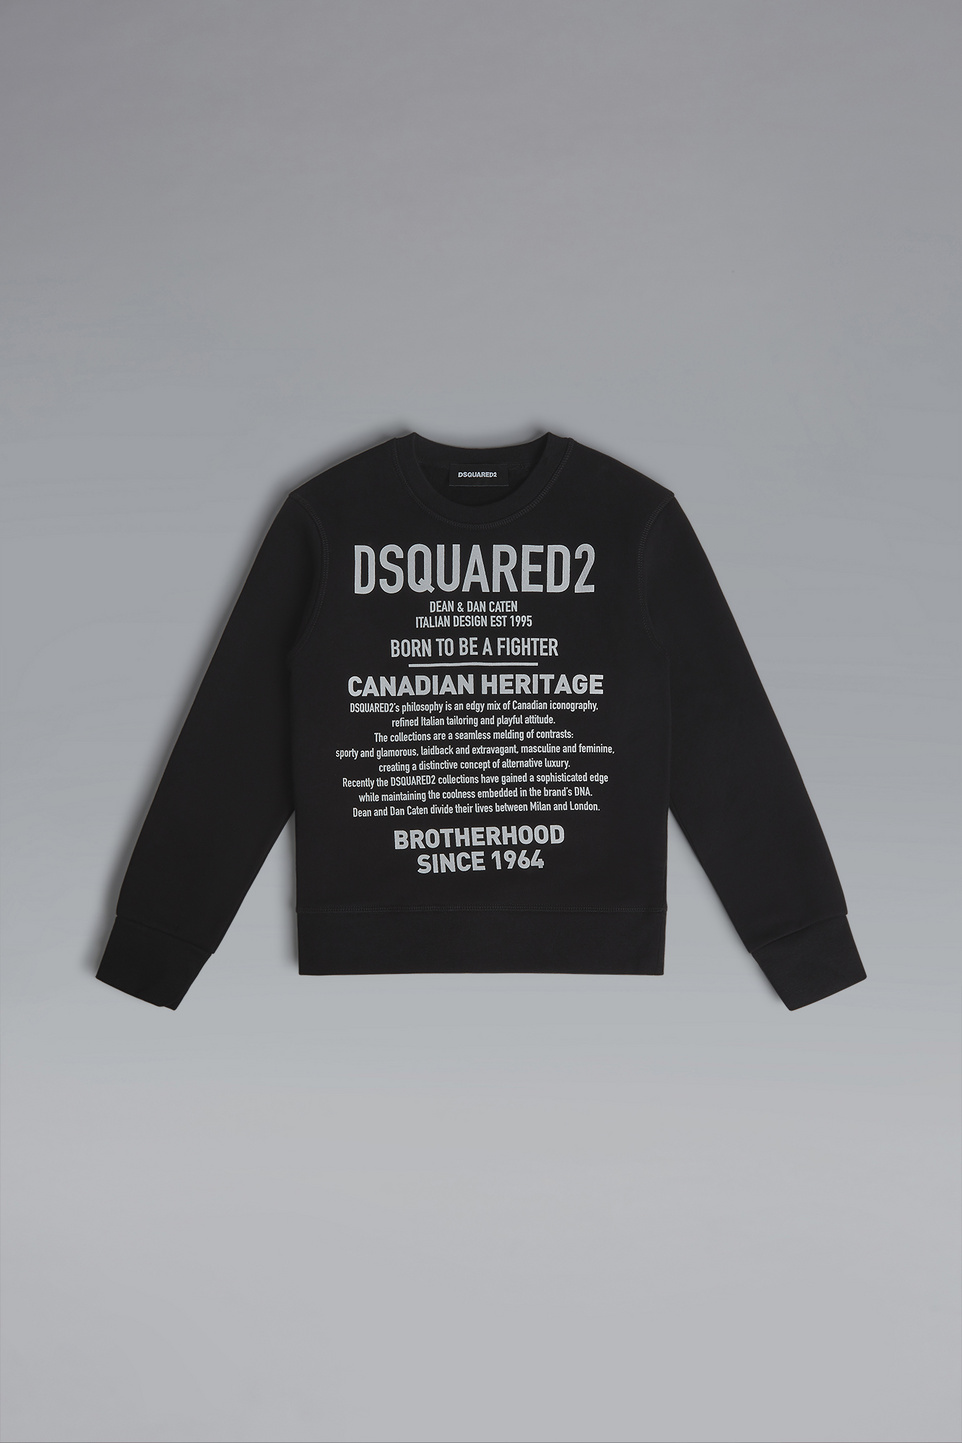 DSQUARED2
DSQUARED2
DEAN & DAN CATEN
ITALIAN DESIGN EST 1995
BORN TO BE A FIGHTER
CANADIAN HERITAGE
DSQUARED2's philosophy is an edgy mix of Canadian iconography,
refined Italian tailoring and playful attitude.
The collections are a seamless melding of contrasts:
sporty and glamorous, laidback and extravagant, masculine and feminine,
creating a distinctive concept of alternative luxury.
Recently the DSQUARED2 collections have gained a sophisticated edge
while maintaining the coolness embedded in the brand's DNA.
Dean and Dan Caten divide their lives between Milan and London.
BROTHERHOOD
SINCE 1964